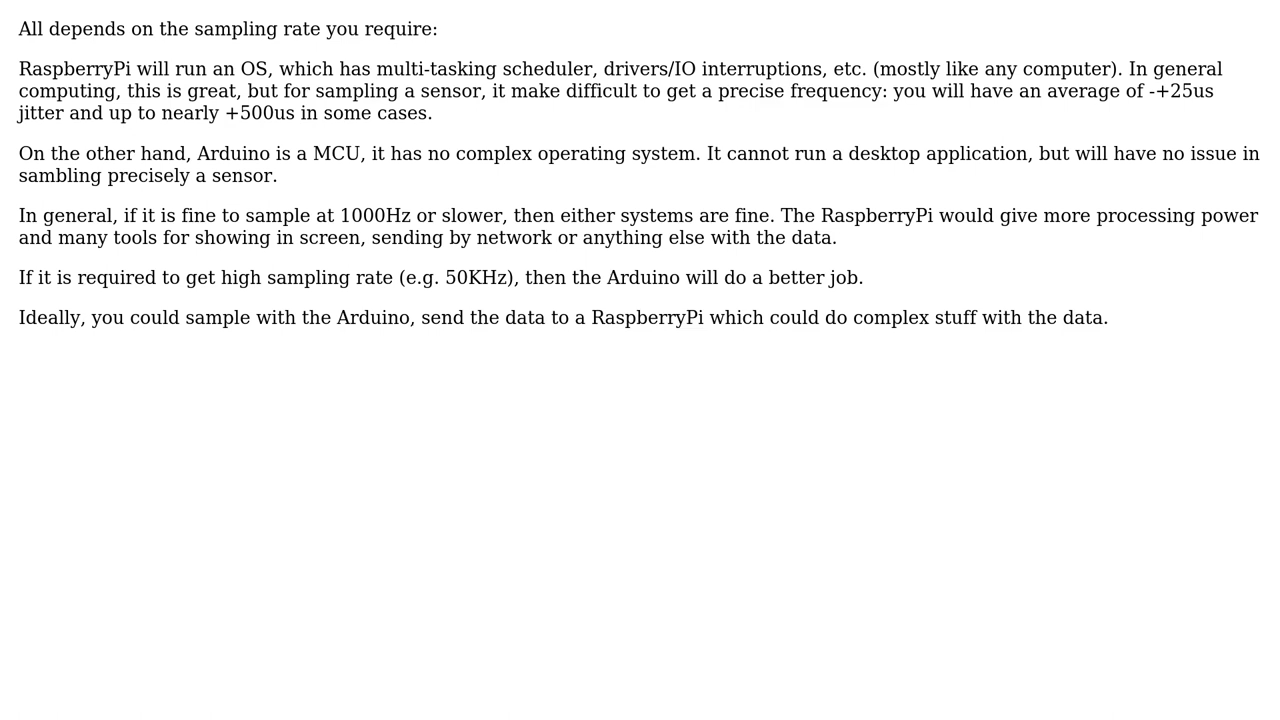 All depends on the sampling rate you require:
RaspberryPi will run an OS, which has multi-tasking scheduler, drivers/IO interruptions, etc. (mostly like any computer). In general
computing, this is great, but for sampling a sensor, it make difficult to get a precise frequency: you will have an average of -+25us
jitter and up to nearly +500us in some cases.
On the other hand, Arduino is a MCU, it has no complex operating system. It cannot run a desktop application, but will have no issue in
sambling precisely a sensor.
In general, if it is fine to sample at 1000Hz or slower, then either systems are fine. The RaspberryPi would give more processing power
and many tools for showing in screen, sending by network or anything else with the data.
If it is required to get high sampling rate (e.g. 50KHz), then the Arduino will do a better job.
Ideally, you could sample with the Arduino, send the data to a RaspberryPi which could do complex stuff with the data.